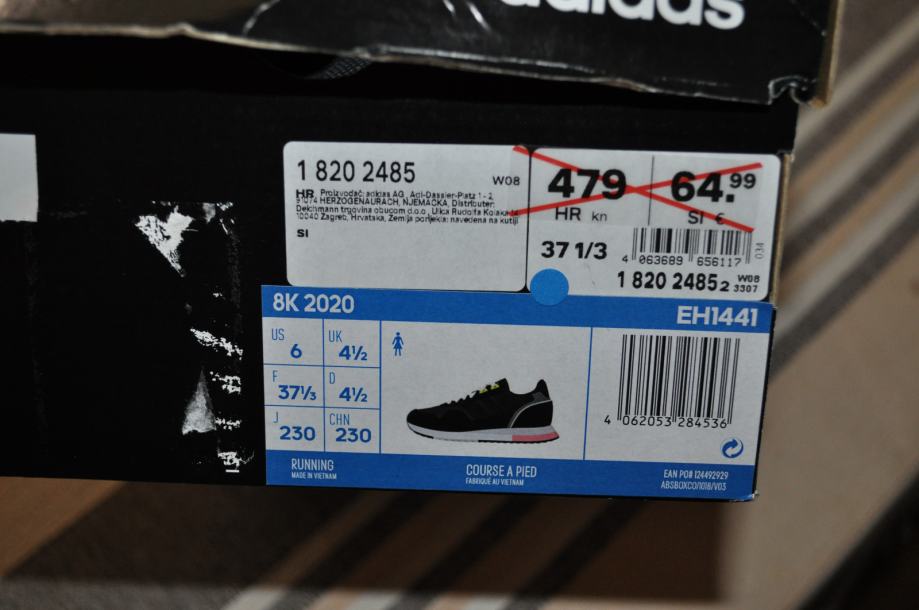 adidas
1 820 2485
W08
HR Proizvođač: adidas AG, Adi-Dassler-Platz 1 - 2,
91074 HERZOGENAURACH, NJEMAČKA, Distributer:
Deichmann trgovina obućom d.o.o., Ulica Rudolfa Kolaka 14
10040 Zagreb, Hrvatska, Zemlja porijekla: navedena na kutiji
SI
479
HR kn
64.99
SI €
37 1/3
4 063689 656117
034
1 820 2485 2
W08
3307
8K 2020
EH1441
US
6
UK
4½
F
37⅓
D
4½
J
230
CHN
230
4 062053 284536
RUNNING
MADE IN VIETNAM
COURSE A PIED
FABRIQUÉ AU VIETNAM
EAN PO# 124492929
ABSBOXCO/1018/V03